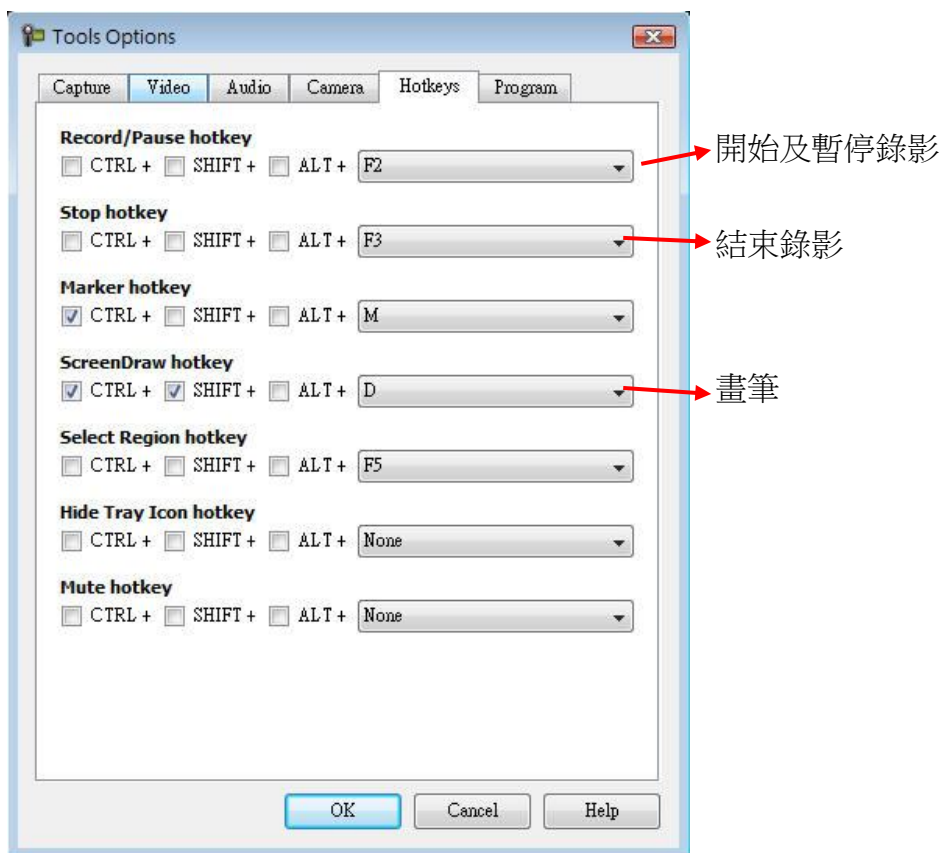 Tools Options
Capture Video Audio Camera Hotkeys Program
Record/Pause hotkey
CTRL + SHIFT + ALT + F2
開始及暫停錄影
Stop hotkey
CTRL + SHIFT + ALT + F3
結束錄影
Marker hotkey
CTRL + SHIFT + ALT + M
ScreenDraw hotkey
CTRL + SHIFT + ALT + D
畫筆
Select Region hotkey
CTRL + SHIFT + ALT + F5
Hide Tray Icon hotkey
CTRL + SHIFT + ALT + None
Mute hotkey
CTRL + SHIFT + ALT + None
OK Cancel Help